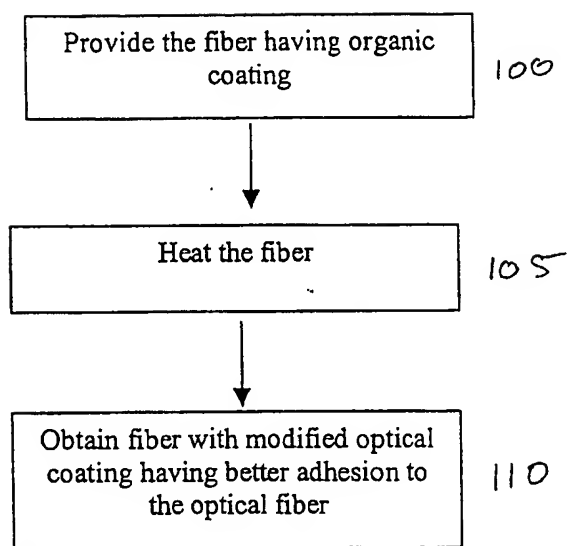 Provide the fiber having organic
coating
100
Heat the fiber
105
Obtain fiber with modified optical
coating having better adhesion to
the optical fiber
110